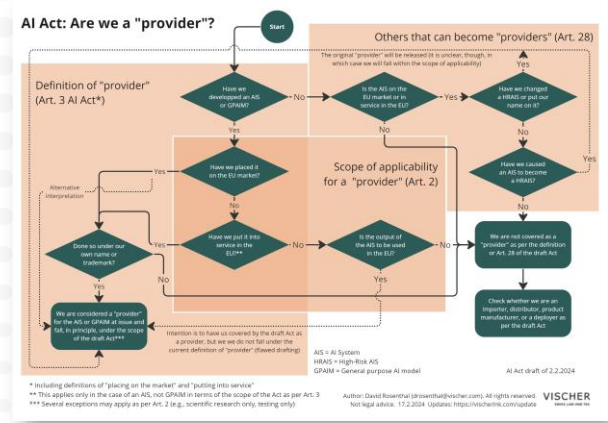 AI Act: Are we a "provider"?
Start
Others that can become "providers" (Art. 28)
The original "provider" will be released (it is unclear, though, in
which case we will fall within the scope of applicability)
Yes
Definition of "provider"
(Art. 3 AI Act*)
Have we
developped an AIS
or GPAIM?
No
Is the AIS on the
EU market or in
service in the EU?
Yes
Have we changed
a HRAIS or put our
name on it?
Yes
No
No
Yes
Have we placed it
on the EU market?
Yes
Scope of applicability
for a "provider" (Art. 2)
Have we caused
an AIS to become
a HRAIS?
Alternative
interpretation
No
No
Done so under our
own name or
trademark?
Yes
Have we put it into
service in the
EU?**
No
Is the output of
the AIS to be used
in the EU?
No
We are not covered as a
"provider" as per the definition
or Art. 28 of the draft Act
Yes
No
Yes
We are considered a "provider"
for the AIS or GPAIM at issue and
fall, in principle, under the scope
of the draft Act***
Intention is to have us covered by the draft Act as
a provider, but we we do not fall under the
current definition of "provider" (flawed drafting)
Check whether we are an
importer, distributor, product
manufacturer, or a deployer as
per the draft Act
AIS = AI System
HRAIS = High-Risk AIS
GPAIM = General purpose AI model
AI Act draft of 2.2.2024
* Including definitions of "placing on the market" and "putting into service"
** This applies only in the case of an AIS, not GPAIM in terms of the scope of the Act as per Art. 3
*** Several exceptions may apply as per Art. 2 (e.g., scientific research only, testing only)
Author: David Rosenthal (drosenthal@vischer.com). All rights reserved.
Not legal advice. 17.2.2024 Updates: https://vischerlnk.com/update
VISCHER